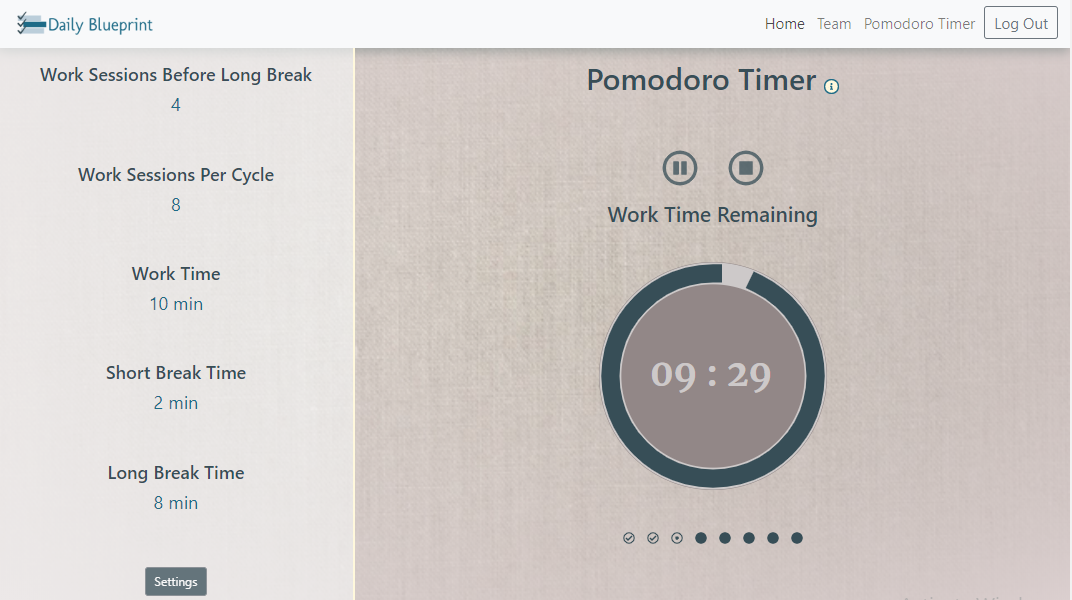 Daily Blueprint
Home Team Pomodoro Timer Log Out
Work Sessions Before Long Break
4
Work Sessions Per Cycle
8
Work Time
10 min
Short Break Time
2 min
Long Break Time
8 min
Settings
Pomodoro Timer
Work Time Remaining
09 : 29